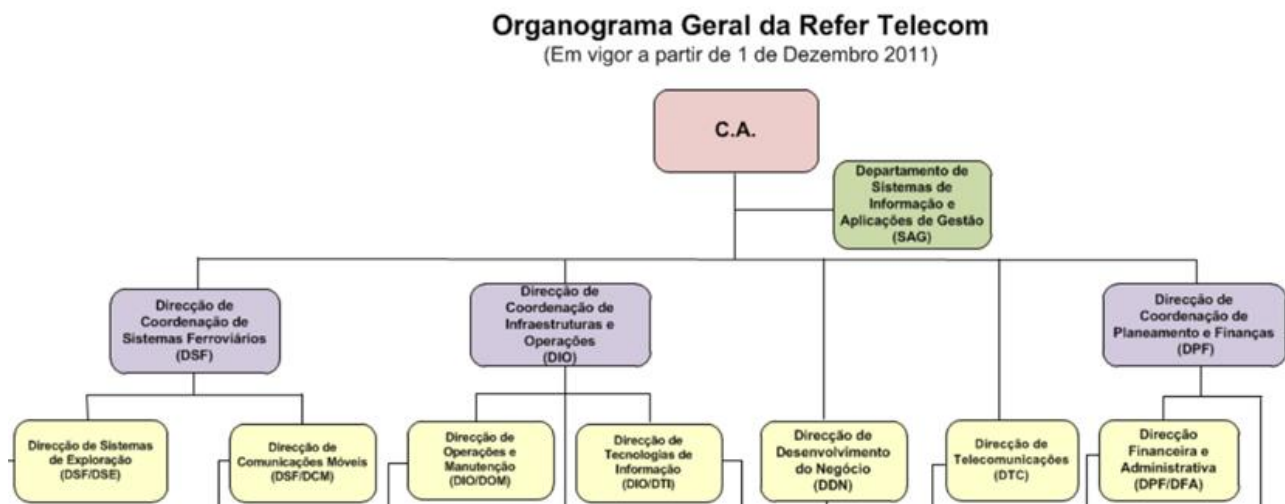 Organograma Geral da Refer Telecom
(Em vigor a partir de 1 de Dezembro 2011)
C.A.
Departamento de
Sistemas de
Informação e
Aplicações de Gestão
(SAG)
Direcção de
Coordenação de
Sistemas Ferroviários
(DSF)
Direcção de
Coordenação de
Infraestruturas e
Operações
(DIO)
Direcção de
Coordenação de
Planeamento e Finanças
(DPF)
Direcção de Sistemas
de Exploração
(DSF/DSE)
Direcção de
Comunicações Móveis
(DSF/DCM)
Direcção de
Operações e
Manutenção
(DIO/DOM)
Direcção de
Tecnologias de
Informação
(DIO/DTI)
Direcção de
Desenvolvimento
do Negócio
(DDN)
Direcção de
Telecomunicações
(DTC)
Direcção
Financeira e
Administrativa
(DPF/DFA)